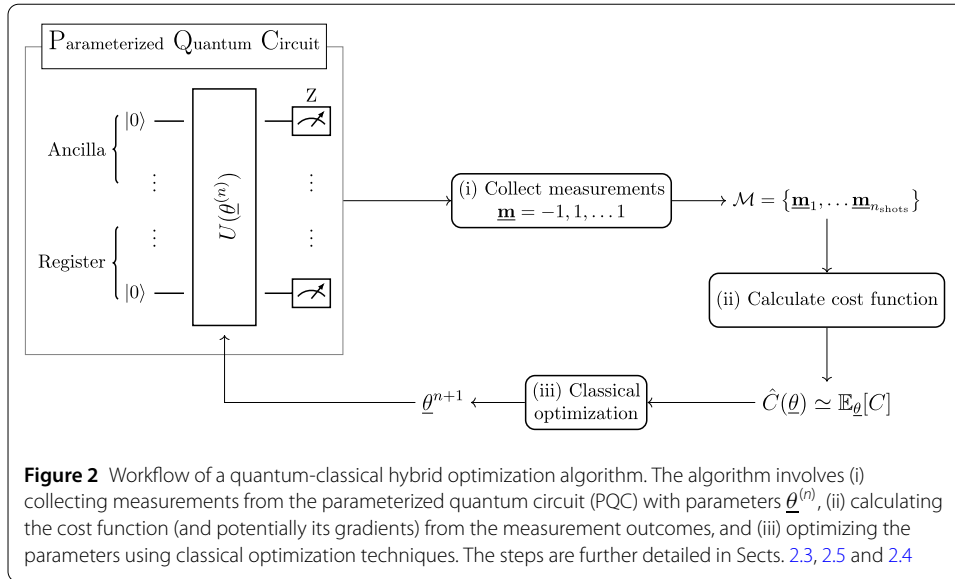 Parameterized Quantum Circuit
Z
|0⟩
Ancilla
⋮ ⋮
U(θ̲^(n))
⋮ ⋮
Register
|0⟩
(i) Collect measurements
m̲ = −1, 1, … 1
ℳ = {m̲₁, … m̲_{n_shots}}
(ii) Calculate cost function
Ĉ(θ̲) ≃ 𝔼_θ̲[C]
(iii) Classical
optimization
θ̲^{n+1}
Figure 2 Workflow of a quantum-classical hybrid optimization algorithm. The algorithm involves (i)
collecting measurements from the parameterized quantum circuit (PQC) with parameters θ̲^(n), (ii) calculating
the cost function (and potentially its gradients) from the measurement outcomes, and (iii) optimizing the
parameters using classical optimization techniques. The steps are further detailed in Sects. 2.3, 2.5 and 2.4